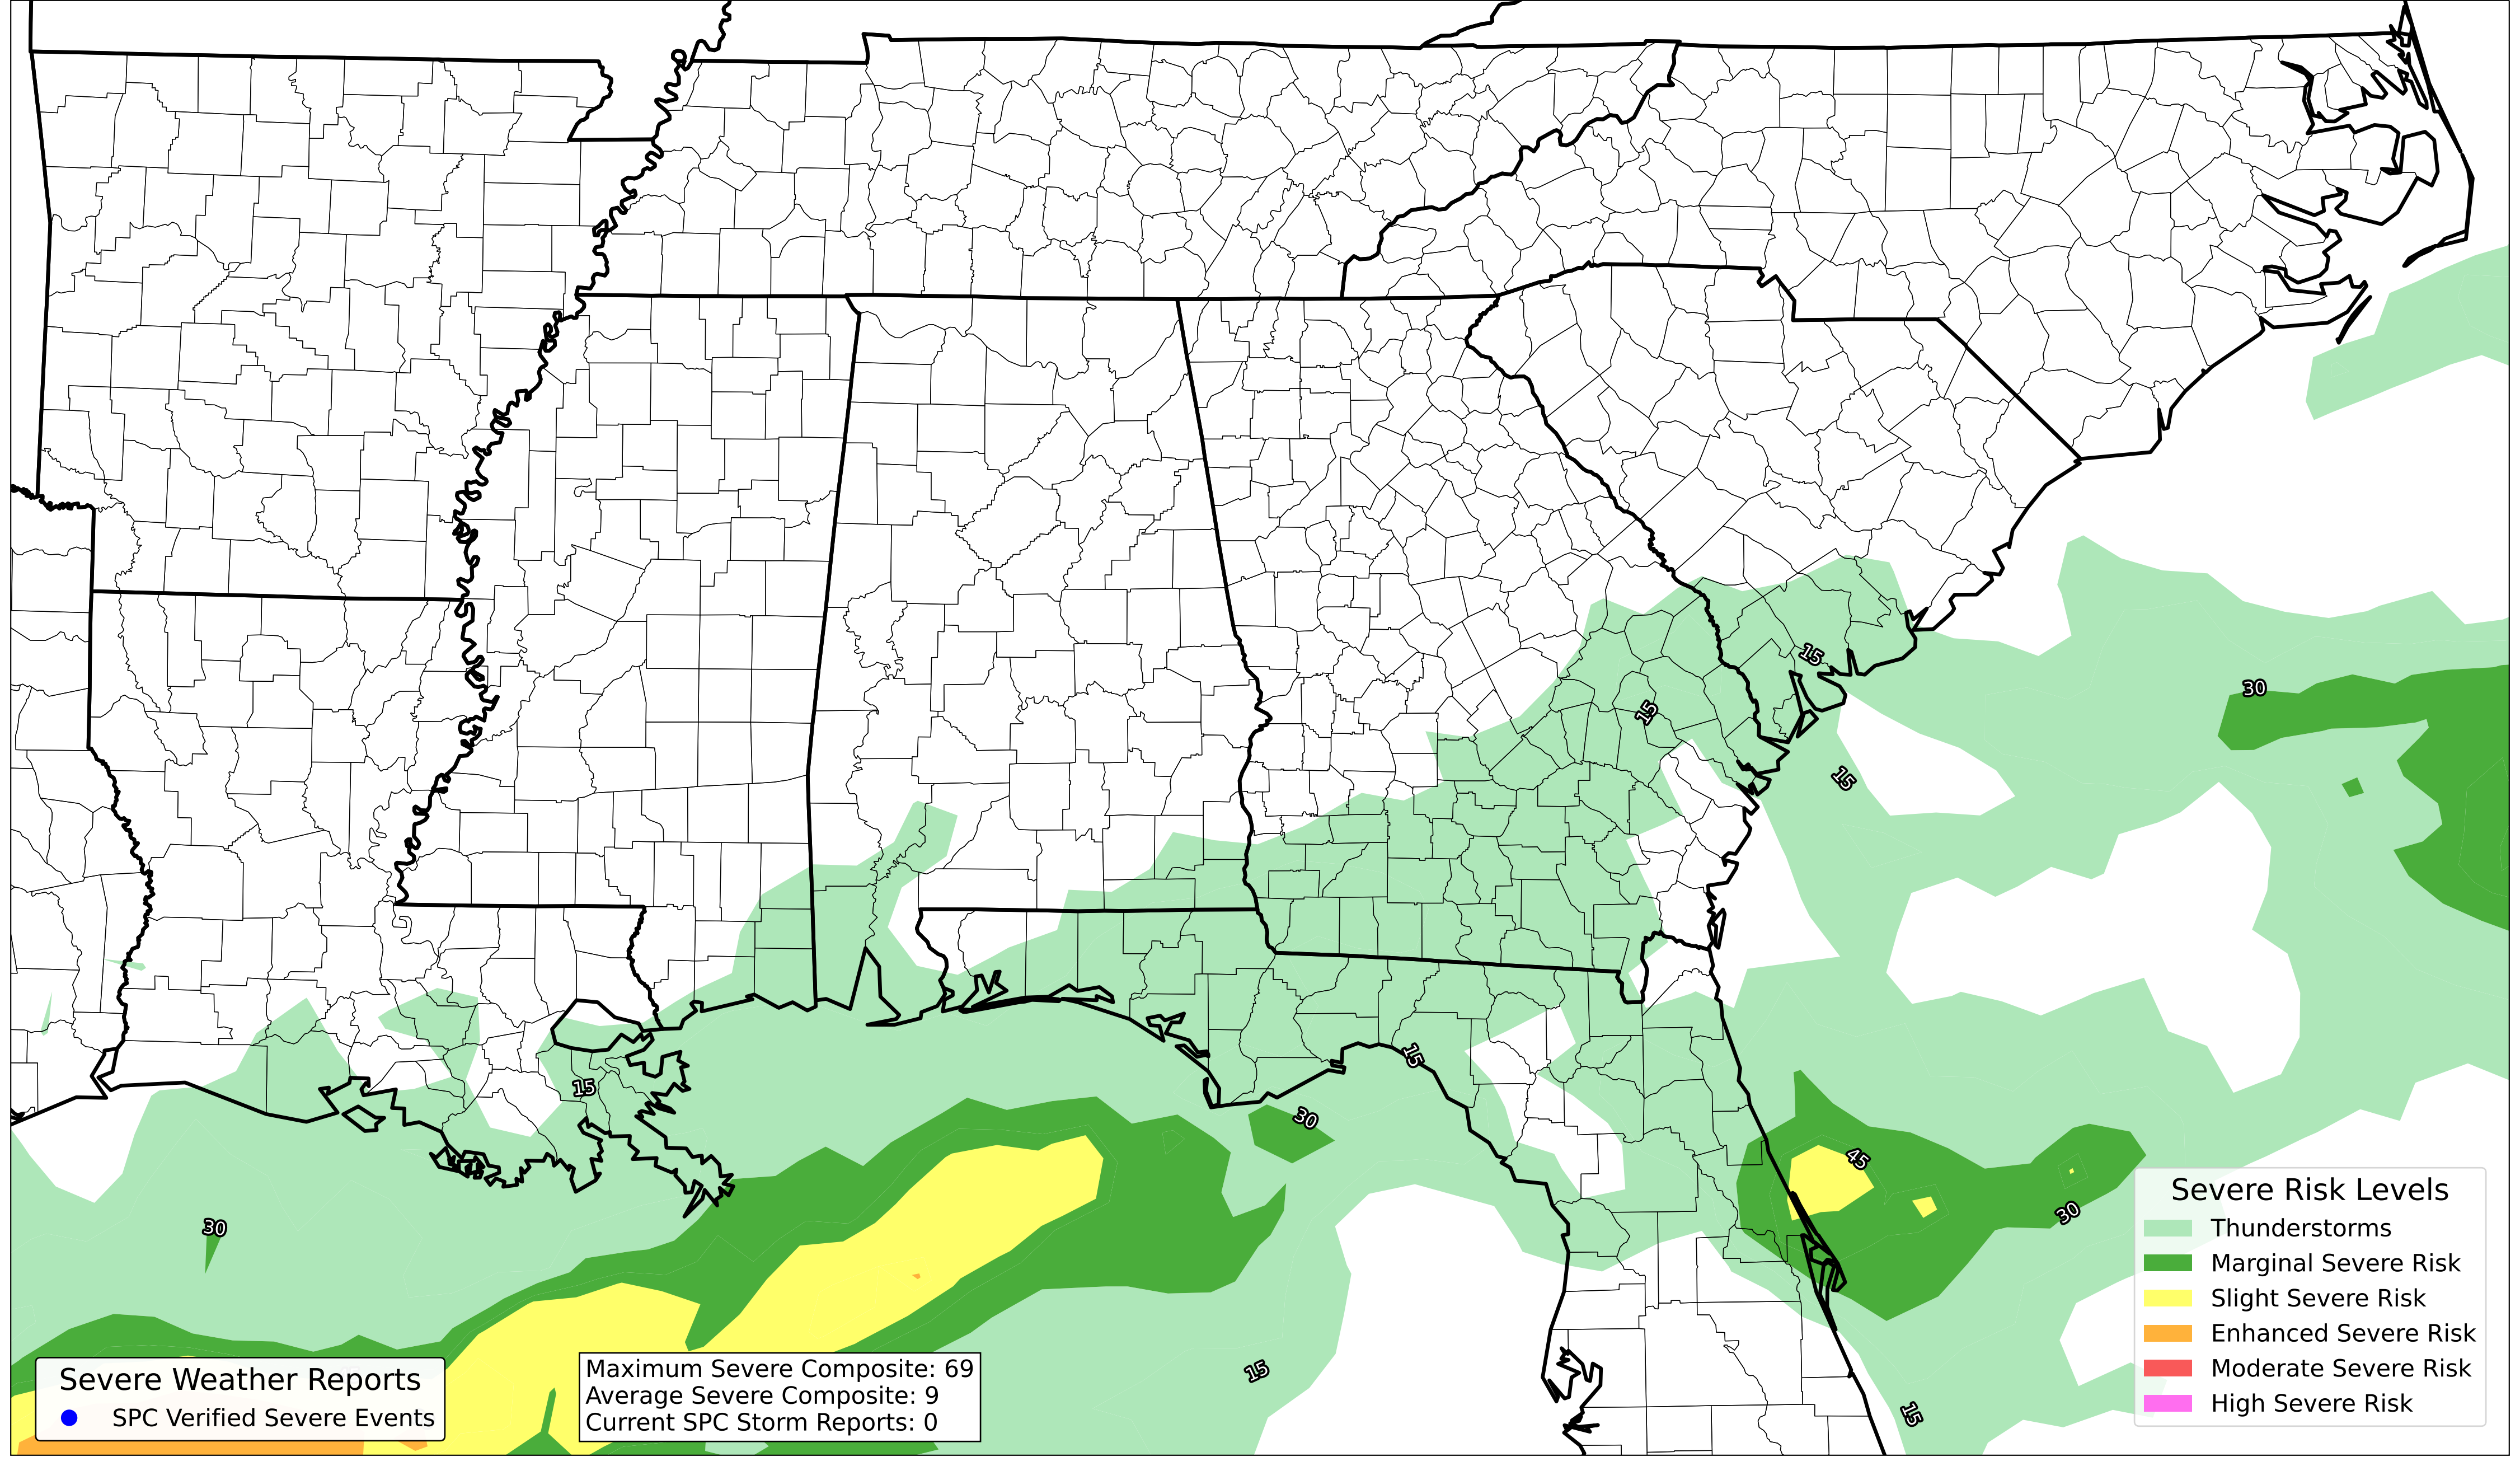 15
30
15
15
15
15
30
45
30
30
15
15
Severe Risk Levels
Thunderstorms
Marginal Severe Risk
Slight Severe Risk
Enhanced Severe Risk
Moderate Severe Risk
High Severe Risk
Severe Weather Reports
SPC Verified Severe Events
Maximum Severe Composite: 69
Average Severe Composite: 9
Current SPC Storm Reports: 0